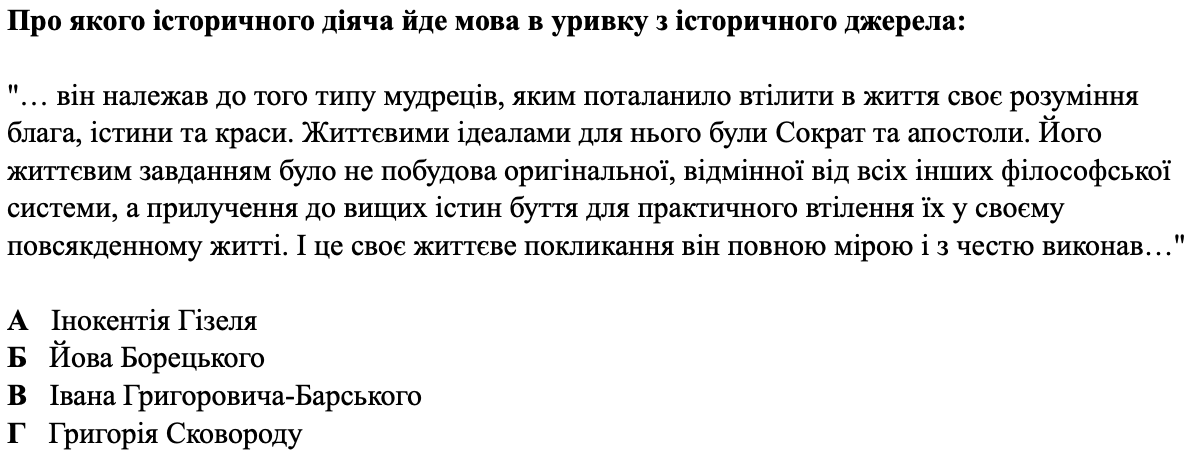 Про якого історичного діяча йде мова в уривку з історичного джерела:
"… він належав до того типу мудреців, яким поталанило втілити в життя своє розуміння
блага, істини та краси. Життєвими ідеалами для нього були Сократ та апостоли. Його
життєвим завданням було не побудова оригінальної, відмінної від всіх інших філософської
системи, а прилучення до вищих істин буття для практичного втілення їх у своєму
повсякденному житті. І це своє життєве покликання він повною мірою і з честю виконав…"
А Інокентія Гізеля
Б Йова Борецького
В Івана Григоровича-Барського
Г Григорія Сковороду